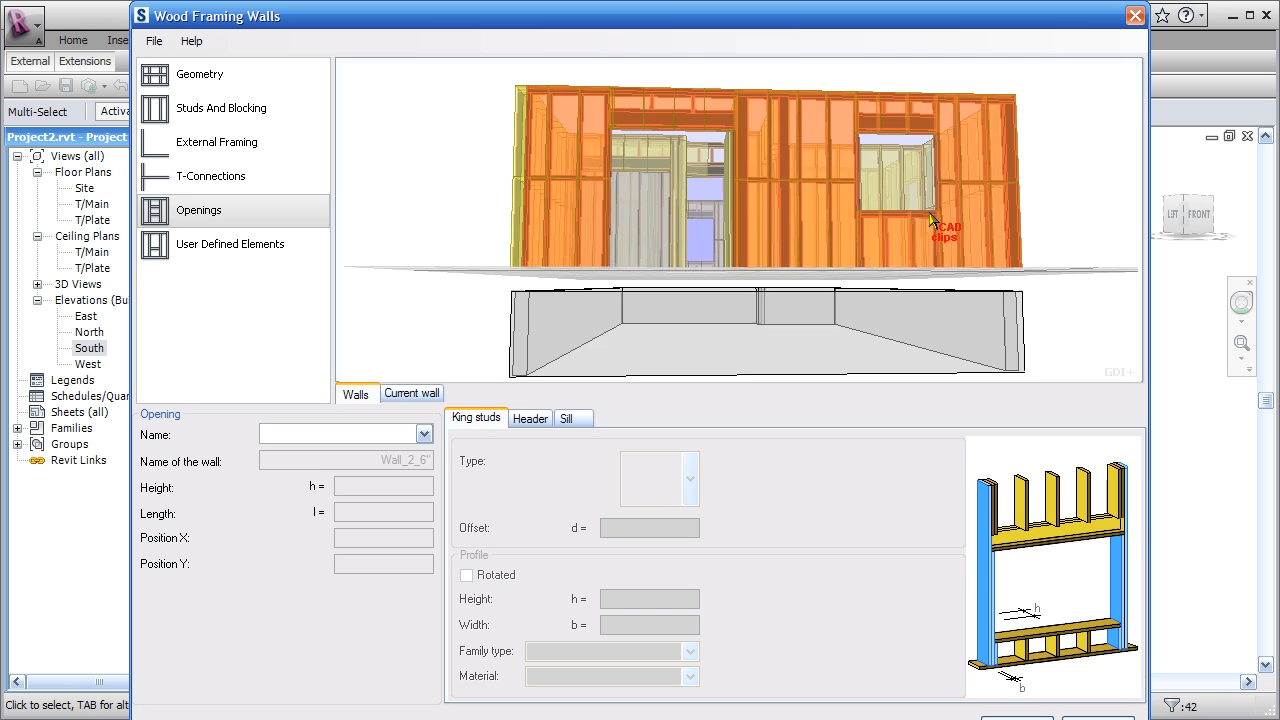 Wood Framing Walls
File
Help
Home
Inse
External
Extensions
Multi-Select
Activa
Project2.rvt - Project
Views (all)
Floor Plans
Site
T/Main
T/Plate
Ceiling Plans
T/Main
T/Plate
3D Views
Elevations (Bu
East
North
South
West
Legends
Schedules/Quan
Sheets (all)
Families
Groups
Revit Links
Click to select, TAB for alt
Geometry
Studs And Blocking
External Framing
T-Connections
Openings
User Defined Elements
CAD
clips
GDI+
LEFT
FRONT
Walls
Current wall
Opening
Name:
Name of the wall:
Wall_2_6"
Height:
h =
Length:
l =
Position X:
Position Y:
King studs
Header
Sill
Type:
Offset:
d =
Profile
Rotated
Height:
h =
Width:
b =
Family type:
Material:
h
b
:42